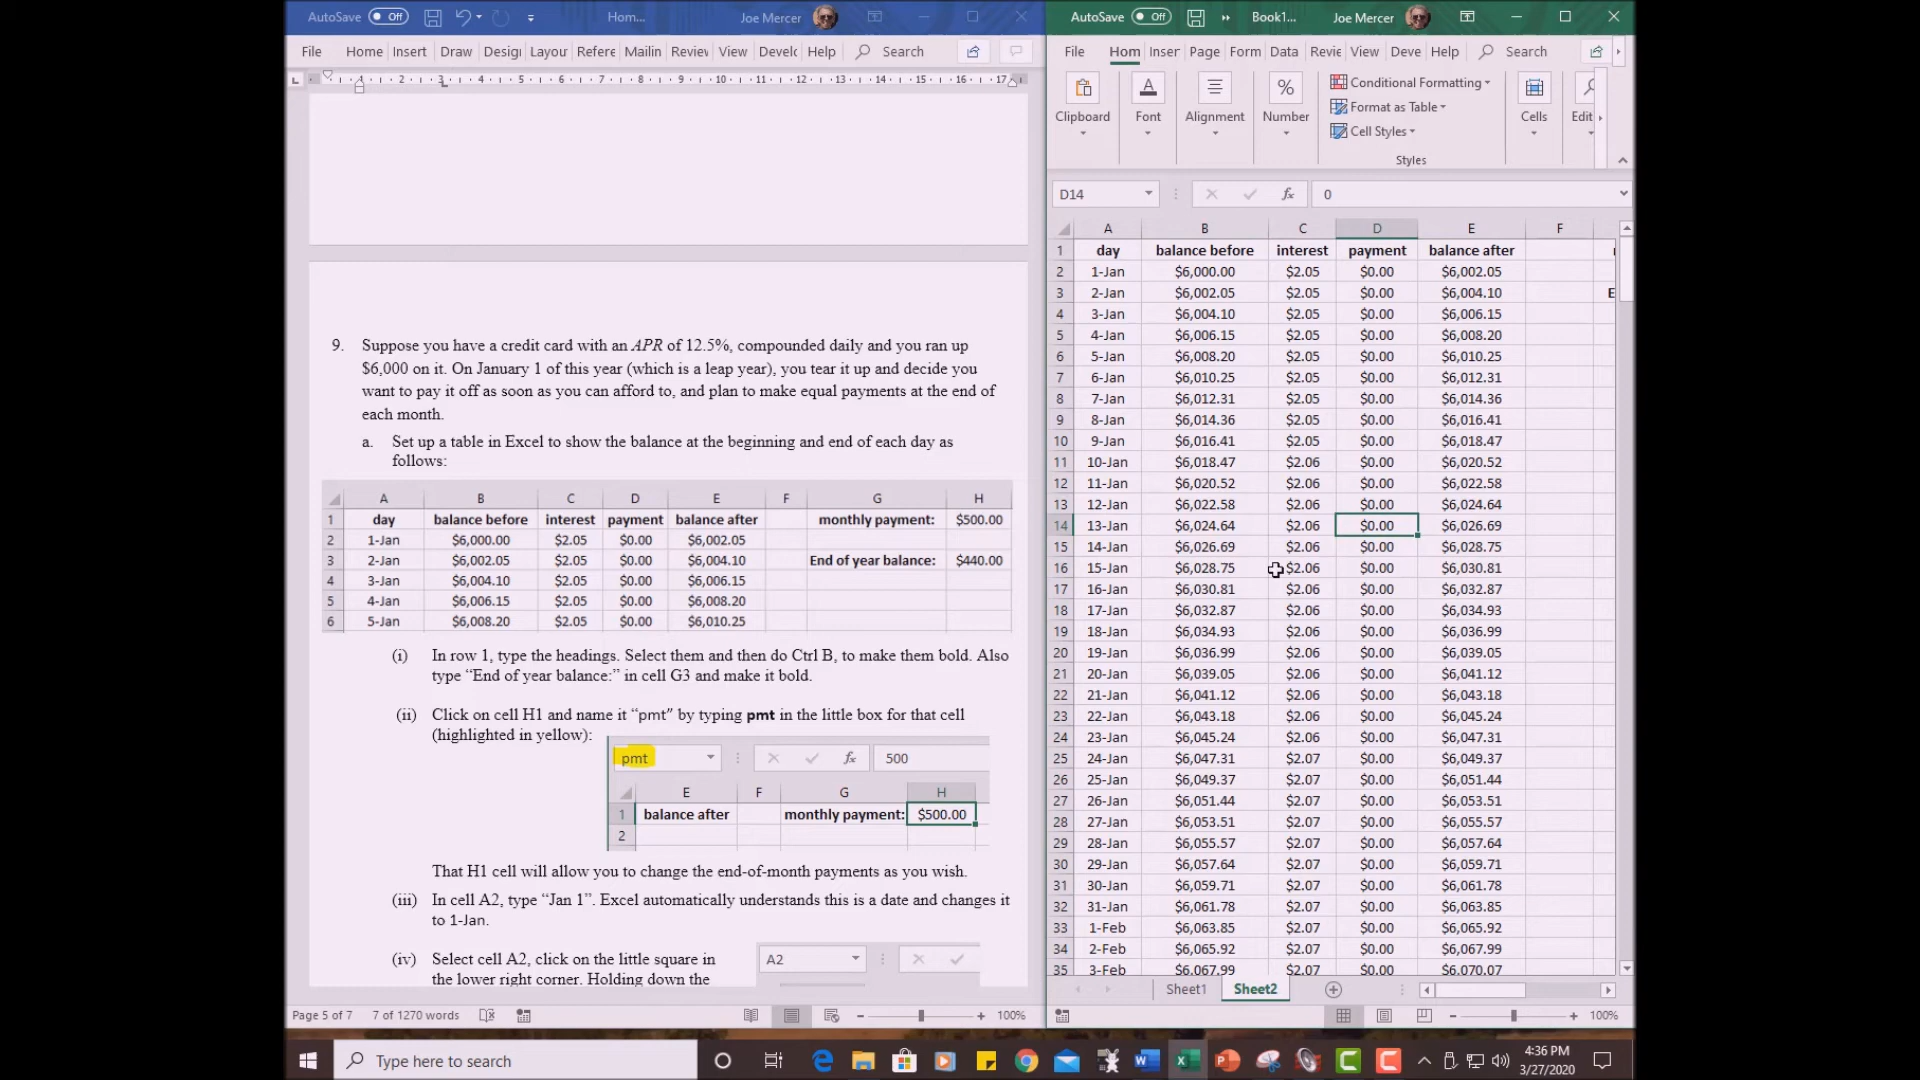 AutoSave Off Hom... Joe Mercer
File Home Insert Draw Desig Layou Refere Mailin Review View Develc Help Search
1 2 3 4 5 6 7 8 9 10 11 12 13 14 15 16 17
9. Suppose you have a credit card with an APR of 12.5%, compounded daily and you ran up
$6,000 on it. On January 1 of this year (which is a leap year), you tear it up and decide you
want to pay it off as soon as you can afford to, and plan to make equal payments at the end of
each month.
a. Set up a table in Excel to show the balance at the beginning and end of each day as
follows:
A B C D E F G H
1 day balance before interest payment balance after monthly payment: $500.00
2 1-Jan $6,000.00 $2.05 $0.00 $6,002.05
3 2-Jan $6,002.05 $2.05 $0.00 $6,004.10 End of year balance: $440.00
4 3-Jan $6,004.10 $2.05 $0.00 $6,006.15
5 4-Jan $6,006.15 $2.05 $0.00 $6,008.20
6 5-Jan $6,008.20 $2.05 $0.00 $6,010.25
(i) In row 1, type the headings. Select them and then do Ctrl B, to make them bold. Also
type “End of year balance:” in cell G3 and make it bold.
(ii) Click on cell H1 and name it “pmt” by typing pmt in the little box for that cell
(highlighted in yellow):
pmt fx 500
E F G H
1 balance after monthly payment: $500.00
2
That H1 cell will allow you to change the end-of-month payments as you wish.
(iii) In cell A2, type “Jan 1”. Excel automatically understands this is a date and changes it
to 1-Jan.
(iv) Select cell A2, click on the little square in
the lower right corner. Holding down the
A2
Page 5 of 7 7 of 1270 words 100%
AutoSave Off Book1... Joe Mercer
File Hom Inser Page Form Data Revie View Deve Help Search
Conditional Formatting
Format as Table
Cell Styles
Clipboard Font Alignment Number Cells Edit
Styles
D14 fx 0
A B C D E F
1 day balance before interest payment balance after
2 1-Jan $6,000.00 $2.05 $0.00 $6,002.05
3 2-Jan $6,002.05 $2.05 $0.00 $6,004.10 E
4 3-Jan $6,004.10 $2.05 $0.00 $6,006.15
5 4-Jan $6,006.15 $2.05 $0.00 $6,008.20
6 5-Jan $6,008.20 $2.05 $0.00 $6,010.25
7 6-Jan $6,010.25 $2.05 $0.00 $6,012.31
8 7-Jan $6,012.31 $2.05 $0.00 $6,014.36
9 8-Jan $6,014.36 $2.05 $0.00 $6,016.41
10 9-Jan $6,016.41 $2.05 $0.00 $6,018.47
11 10-Jan $6,018.47 $2.06 $0.00 $6,020.52
12 11-Jan $6,020.52 $2.06 $0.00 $6,022.58
13 12-Jan $6,022.58 $2.06 $0.00 $6,024.64
14 13-Jan $6,024.64 $2.06 $0.00 $6,026.69
15 14-Jan $6,026.69 $2.06 $0.00 $6,028.75
16 15-Jan $6,028.75 $2.06 $0.00 $6,030.81
17 16-Jan $6,030.81 $2.06 $0.00 $6,032.87
18 17-Jan $6,032.87 $2.06 $0.00 $6,034.93
19 18-Jan $6,034.93 $2.06 $0.00 $6,036.99
20 19-Jan $6,036.99 $2.06 $0.00 $6,039.05
21 20-Jan $6,039.05 $2.06 $0.00 $6,041.12
22 21-Jan $6,041.12 $2.06 $0.00 $6,043.18
23 22-Jan $6,043.18 $2.06 $0.00 $6,045.24
24 23-Jan $6,045.24 $2.06 $0.00 $6,047.31
25 24-Jan $6,047.31 $2.07 $0.00 $6,049.37
26 25-Jan $6,049.37 $2.07 $0.00 $6,051.44
27 26-Jan $6,051.44 $2.07 $0.00 $6,053.51
28 27-Jan $6,053.51 $2.07 $0.00 $6,055.57
29 28-Jan $6,055.57 $2.07 $0.00 $6,057.64
30 29-Jan $6,057.64 $2.07 $0.00 $6,059.71
31 30-Jan $6,059.71 $2.07 $0.00 $6,061.78
32 31-Jan $6,061.78 $2.07 $0.00 $6,063.85
33 1-Feb $6,063.85 $2.07 $0.00 $6,065.92
34 2-Feb $6,065.92 $2.07 $0.00 $6,067.99
35 3-Feb $6,067.99 $2.07 $0.00 $6,070.07
Sheet1 Sheet2
100%
Type here to search
4:36 PM
3/27/2020